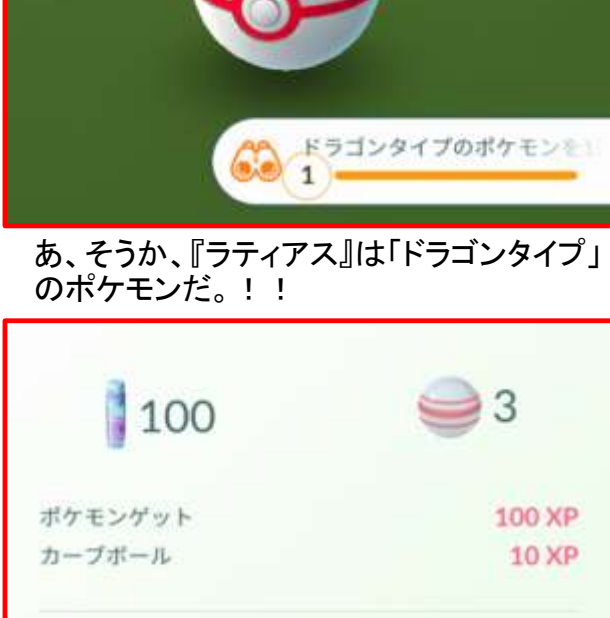 ドラゴンタイプのポケモンを1
1
あ、そうか、『ラティアス』は「ドラゴンタイプ」
のポケモンだ。！！
100
3
ポケモンゲット 100 XP
カーブボール 10 XP